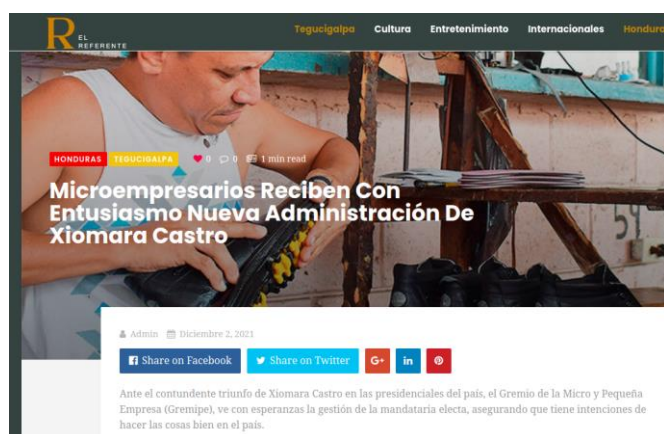 R EL
REFERENTE
Tegucigalpa Cultura Entretenimiento Internacionales Honduras
HONDURAS TEGUCIGALPA 0 0 1 min read
Microempresarios Reciben Con
Entusiasmo Nueva Administración De
Xiomara Castro
59
Admin Diciembre 2, 2021
Share on Facebook Share on Twitter G+ in
Ante el contundente triunfo de Xiomara Castro en las presidenciales del país, el Gremio de la Micro y Pequeña
Empresa (Gremipe), ve con esperanzas la gestión de la mandataria electa, asegurando que tiene intenciones de
hacer las cosas bien en el país.